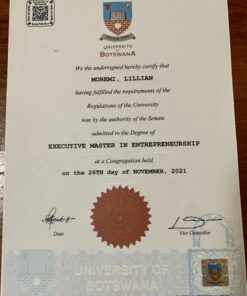 UNIVERSITY
OF
BOTSWANA
We the undersigned hereby certify that
MOREMI, LILLIAN
having fulfilled the requirements of the
Regulations of the University
was by the authority of the Senate
admitted to the Degree of
EXECUTIVE MASTER IN ENTREPRENEURSHIP
at a Congregation held
on the 26TH day of NOVEMBER, 2021
Dean
Vice Chancellor
UNIVERSITY OF
BOTSWANA